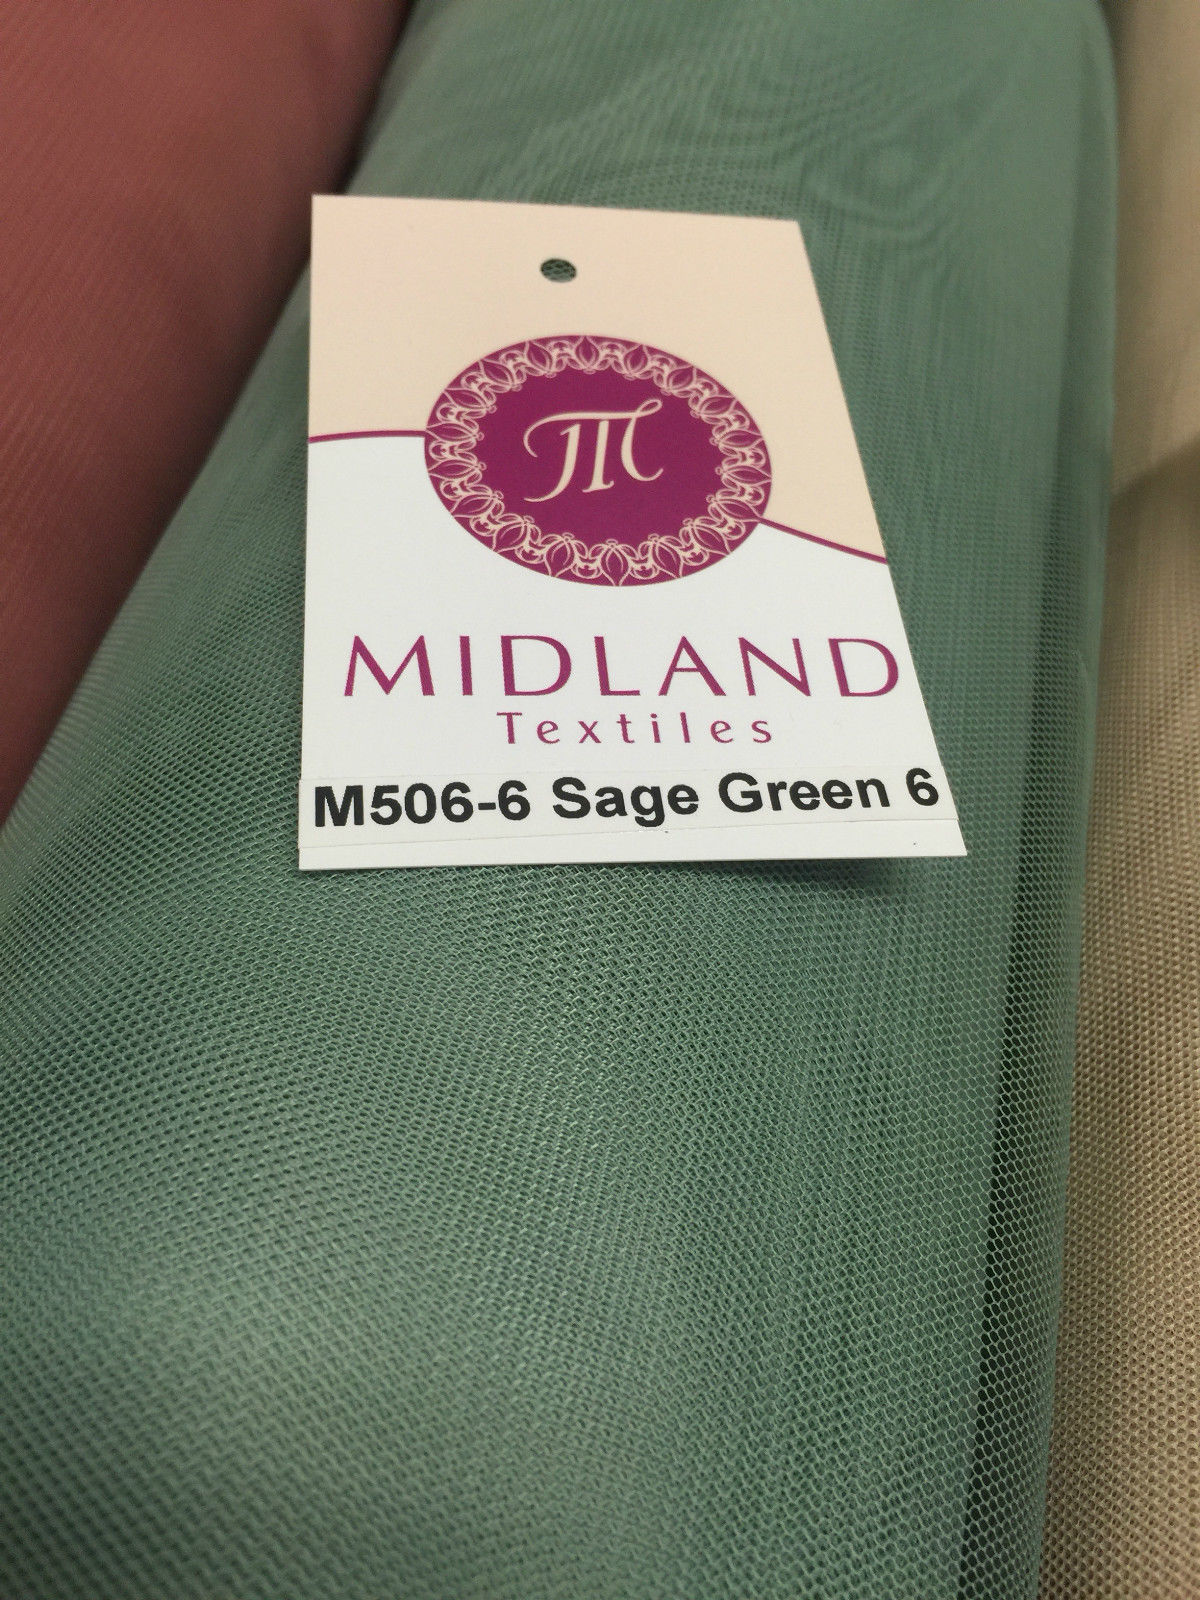 M
MIDLAND
Textiles
M506-6 Sage Green 6